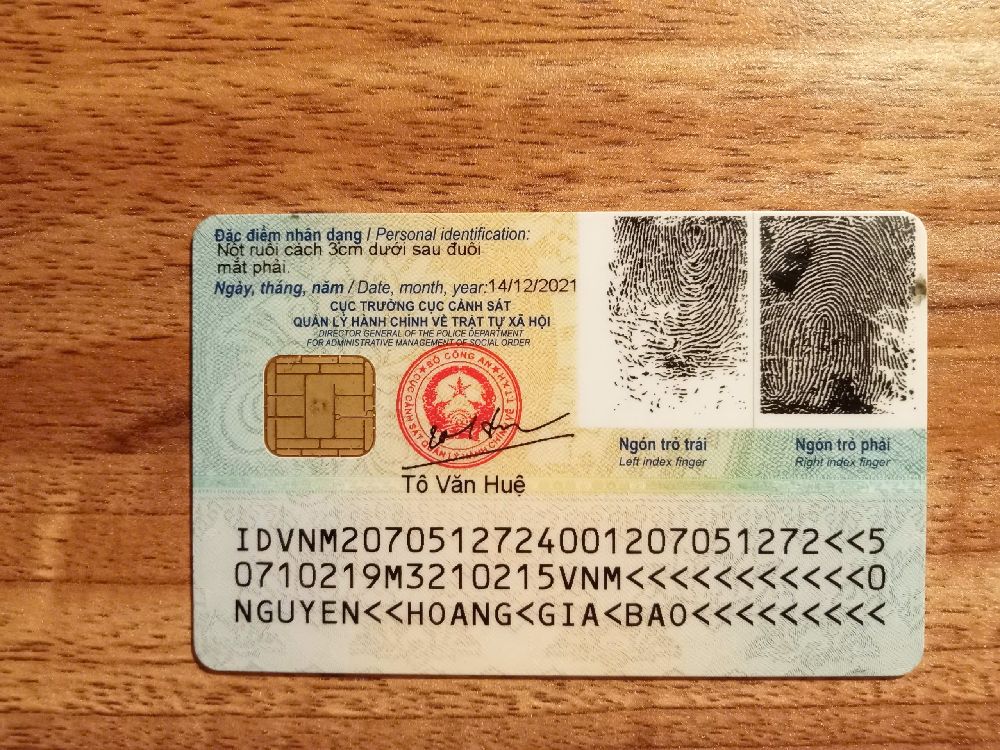 Đặc điểm nhân dạng / Personal identification:
Nốt ruồi cách 3cm dưới sau đuôi
mắt phải.
Ngày, tháng, năm / Date, month, year:14/12/2021
CỤC TRƯỞNG CỤC CẢNH SÁT
QUẢN LÝ HÀNH CHÍNH VỀ TRẬT TỰ XÃ HỘI
DIRECTOR GENERAL OF THE POLICE DEPARTMENT
FOR ADMINISTRATIVE MANAGEMENT OF SOCIAL ORDER
BỘ CÔNG AN
Tô Văn Huệ
Ngón trỏ trái
Left index finger
Ngón trỏ phải
Right index finger
IDVNM2070512724001207051272<<5
0710219M3210215VNM<<<<<<<<<<<0
NGUYEN<<HOANG<GIA<BAO<<<<<<<<<